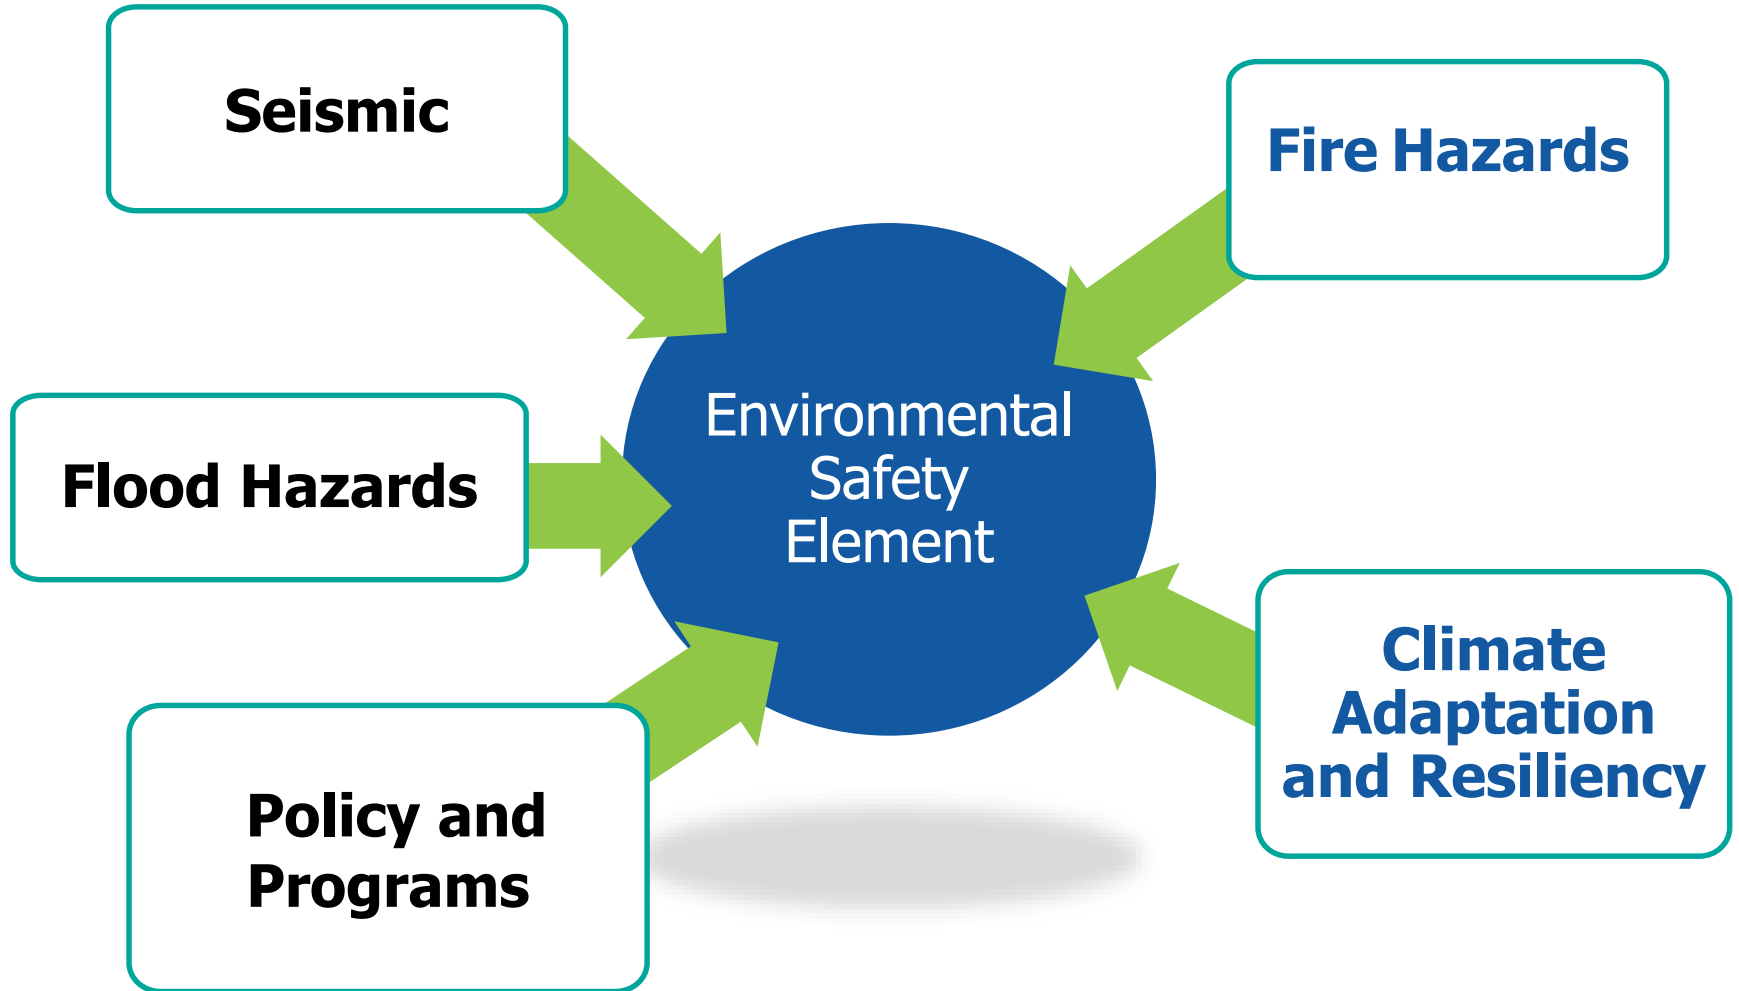 Seismic
Fire Hazards
Flood Hazards
Environmental
Safety
Element
Climate
Adaptation
and Resiliency
Policy and
Programs